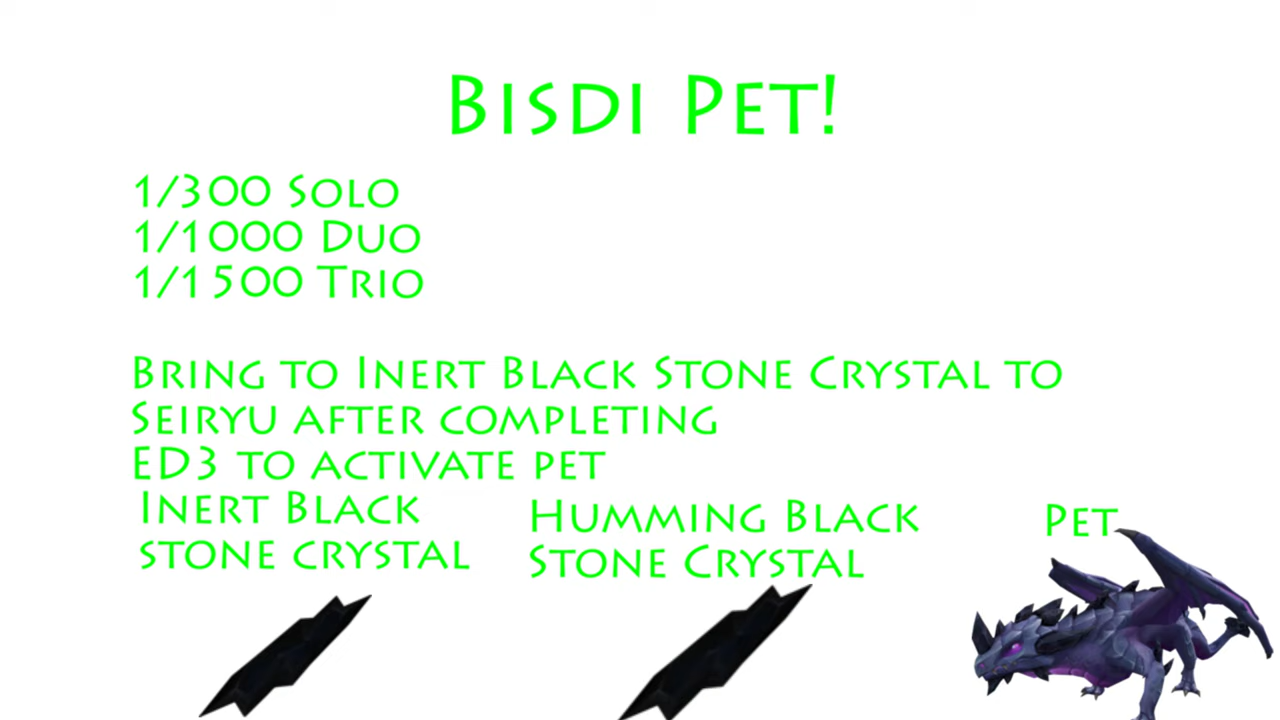 Bisdi Pet!
1/300 Solo
1/1000 Duo
1/1500 Trio
Bring to Inert Black Stone Crystal to
Seiryu after completing
ED3 to activate pet
Inert Black
stone crystal
Humming Black
Stone Crystal
Pet